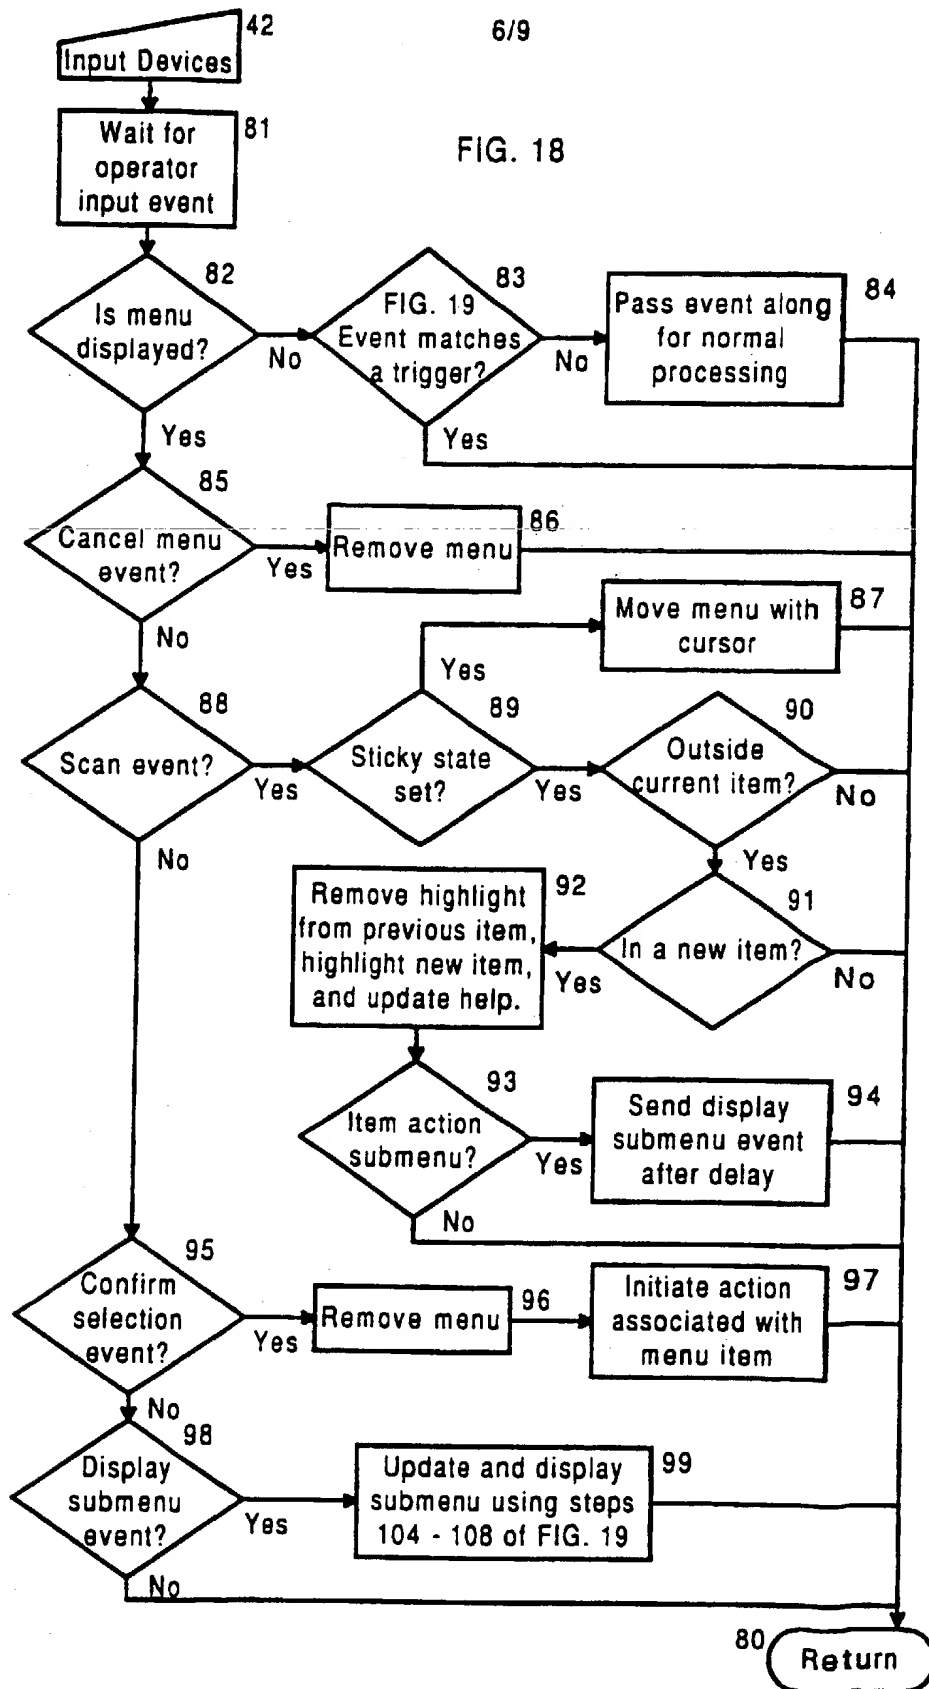 42
6/9
Input Devices
Wait for
operator
input event
81
FIG. 18
82
Is menu
displayed?
No
83
FIG. 19
Event matches
a trigger?
No
Pass event along
for normal
processing
84
Yes
Yes
85
Cancel menu
event?
Yes
Remove menu
86
No
Move menu with
cursor
87
Yes
88
Scan event?
Yes
89
Sticky state
set?
Yes
90
Outside
current item?
No
No
Yes
Remove highlight
from previous item,
highlight new item,
and update help.
92
Yes
91
In a new item?
No
93
Item action
submenu?
Yes
Send display
submenu event
after delay
94
No
95
Confirm
selection
event?
Yes
Remove menu
96
Initiate action
associated with
menu item
97
No
98
Display
submenu
event?
Yes
Update and display
submenu using steps
104 - 108 of FIG. 19
99
No
80
Return